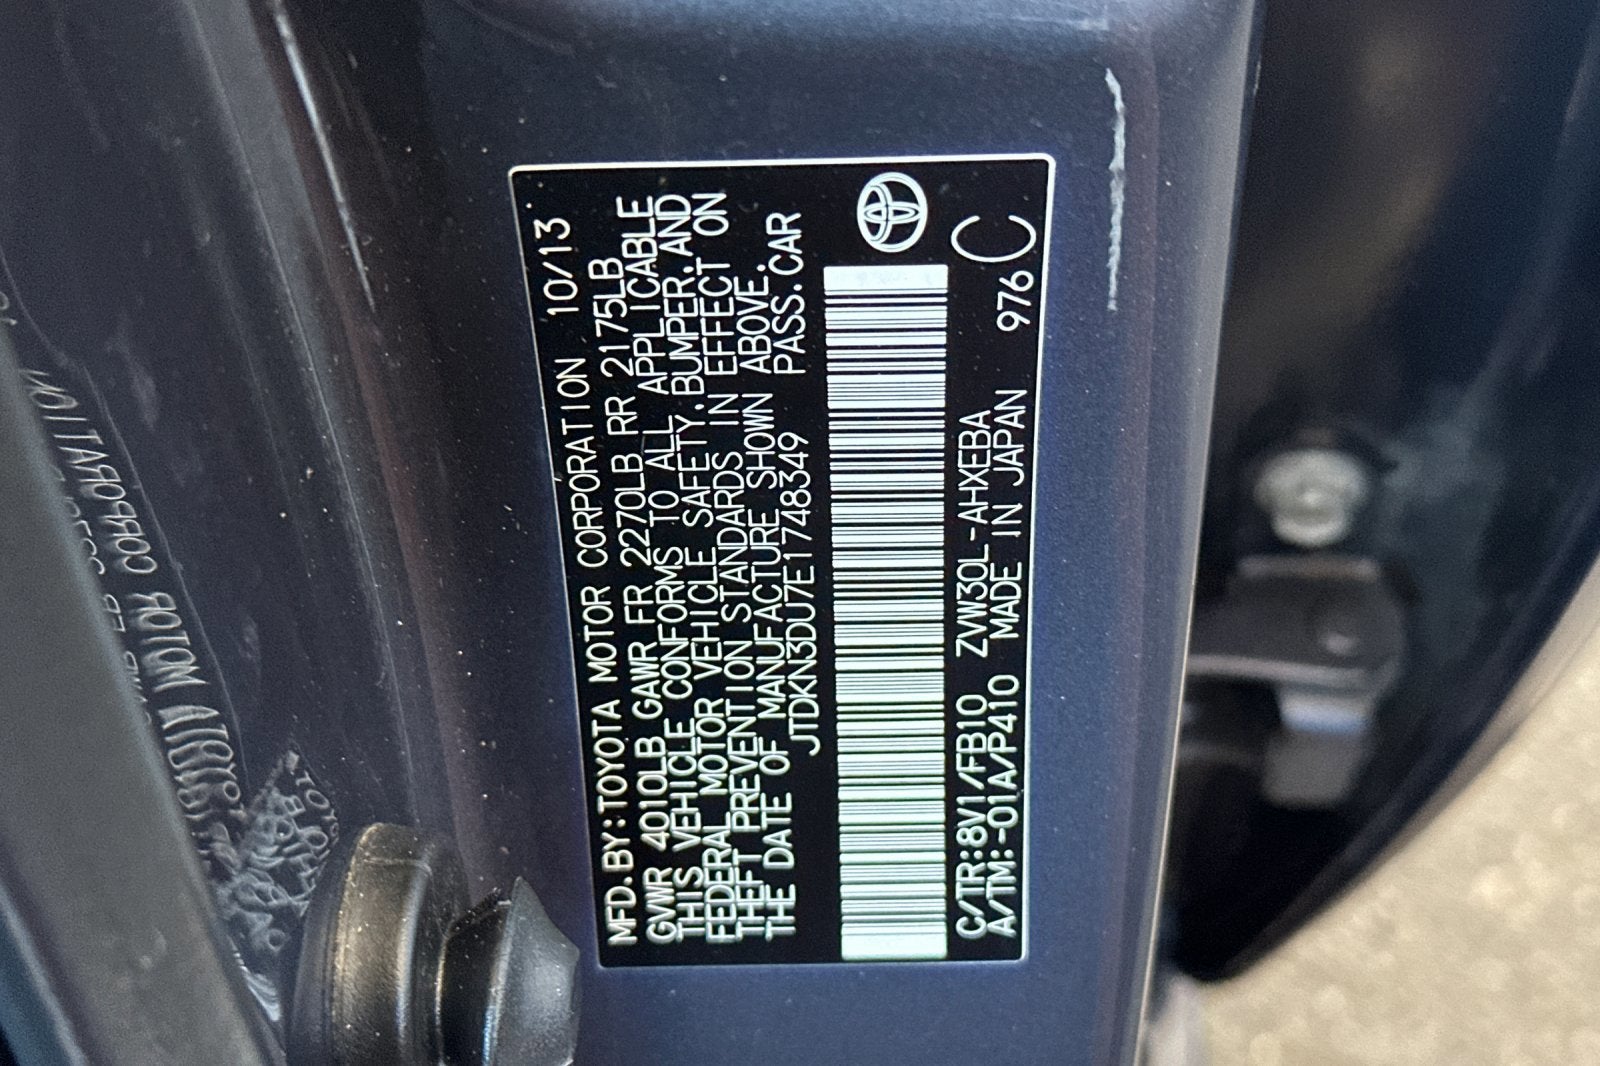 MFD.BY:TOYOTA MOTOR CORPORATION 10/13
GVWR 4010LB GAWR FR 2270LB RR 2175LB
THIS VEHICLE CONFORMS TO ALL APPLICABLE
FEDERAL MOTOR VEHICLE SAFETY,BUMPER,AND
THEFT PREVENTION STANDARDS IN EFFECT ON
THE DATE OF MANUFACTURE SHOWN ABOVE.
JTDKN3DU7E1748349 PASS.CAR
C/TR:8V1/FB10 ZVW30L-AHXEBA
A/TM:-01A/P410 MADE IN JAPAN 976 C